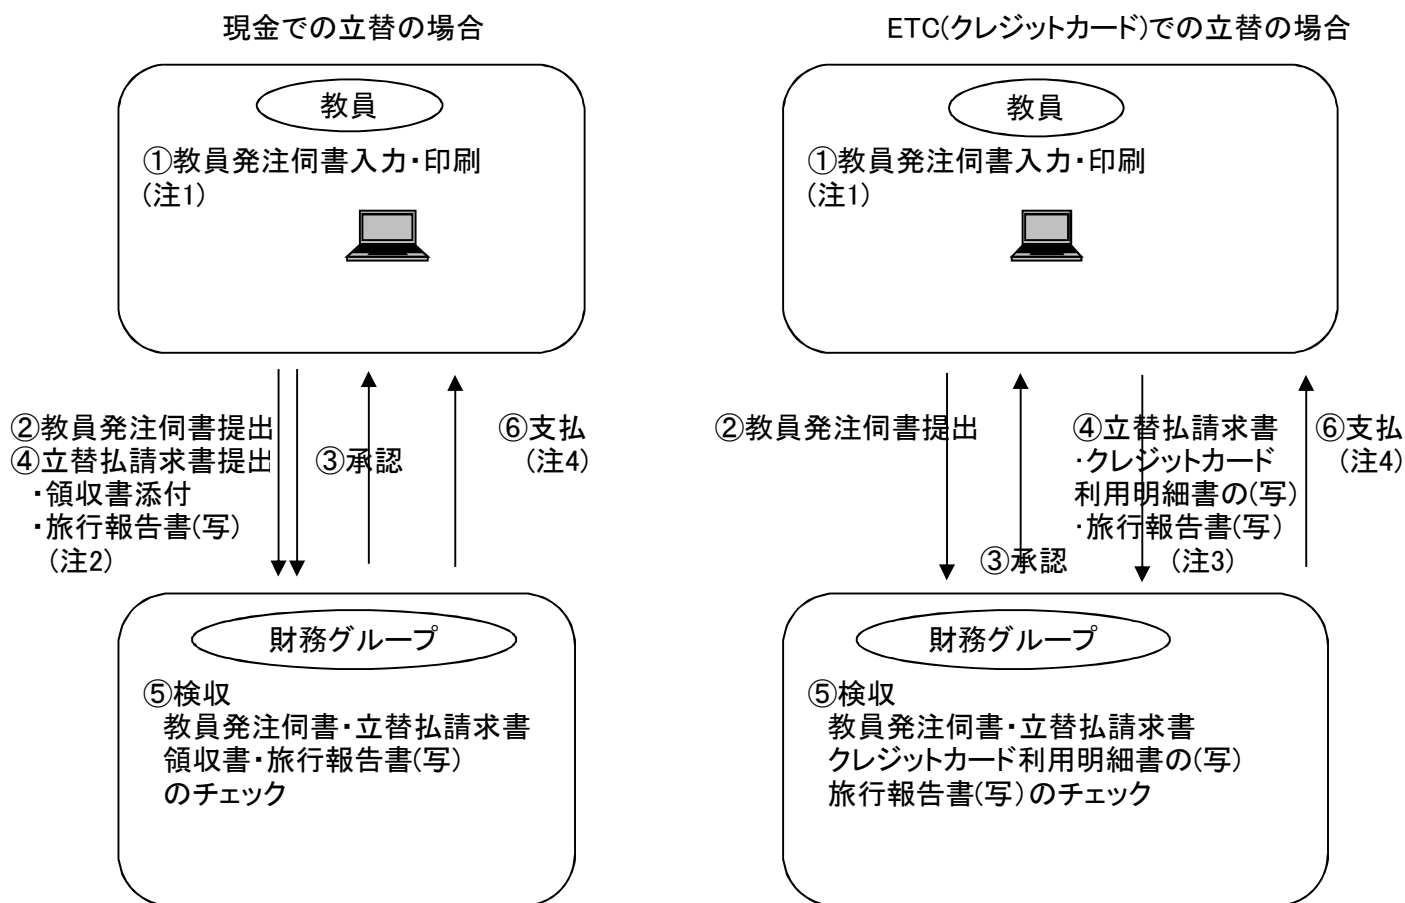 現金での立替の場合
教員
①教員発注伺書入力・印刷
(注1)
②教員発注伺書提出
④立替払請求書提出
・領収書添付
・旅行報告書(写)
(注2)
③承認
⑥支払
(注4)
財務グループ
⑤検収
教員発注伺書・立替払請求書
領収書・旅行報告書(写)
のチェック
ETC(クレジットカード)での立替の場合
教員
①教員発注伺書入力・印刷
(注1)
②教員発注伺書提出
③承認
④立替払請求書
・クレジットカード
利用明細書の(写)
・旅行報告書(写)
(注3)
⑥支払
(注4)
財務グループ
⑤検収
教員発注伺書・立替払請求書
クレジットカード利用明細書の(写)
旅行報告書(写)のチェック